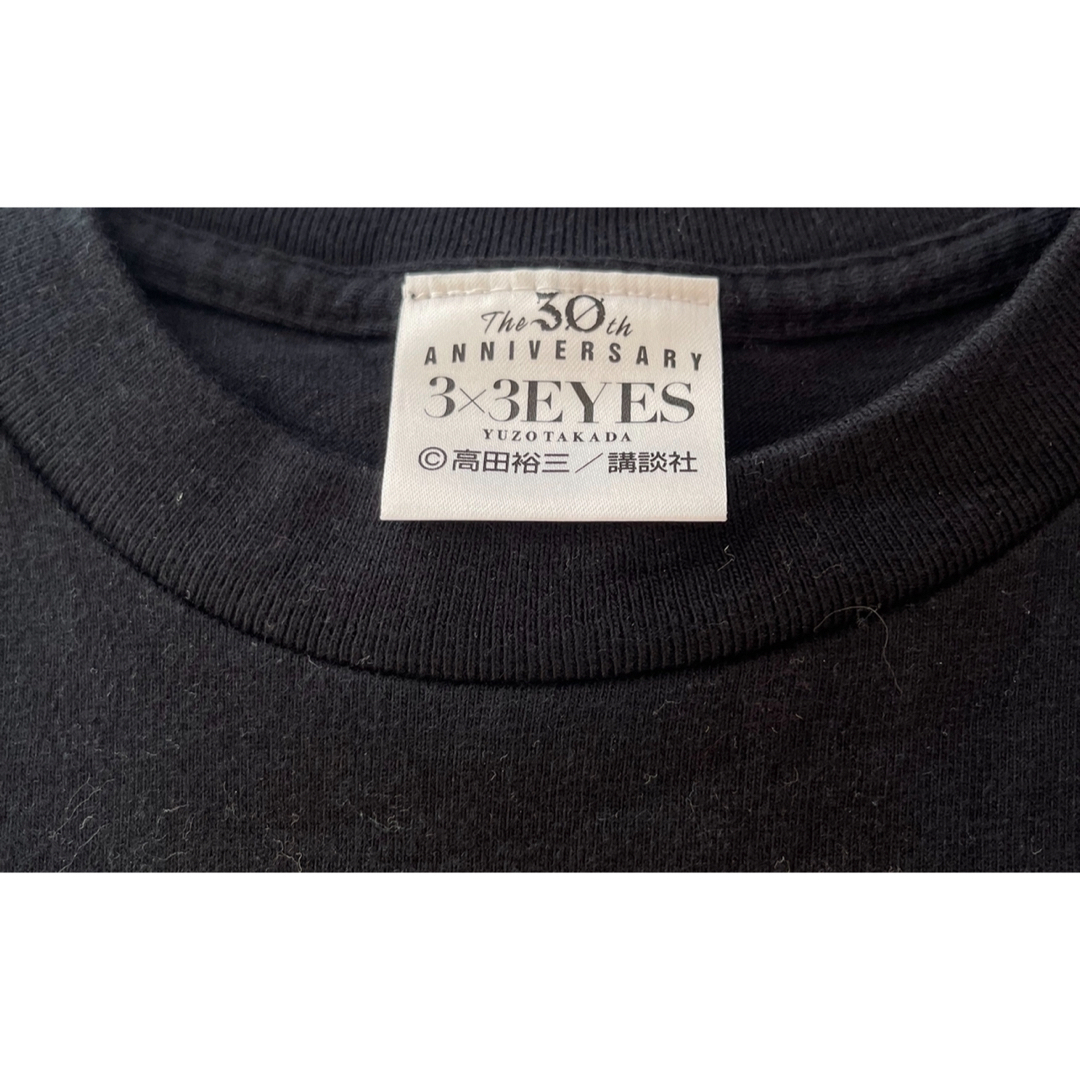 The 30th
ANNIVERSARY
3×3EYES
YUZO TAKADA
©高田裕三／講談社